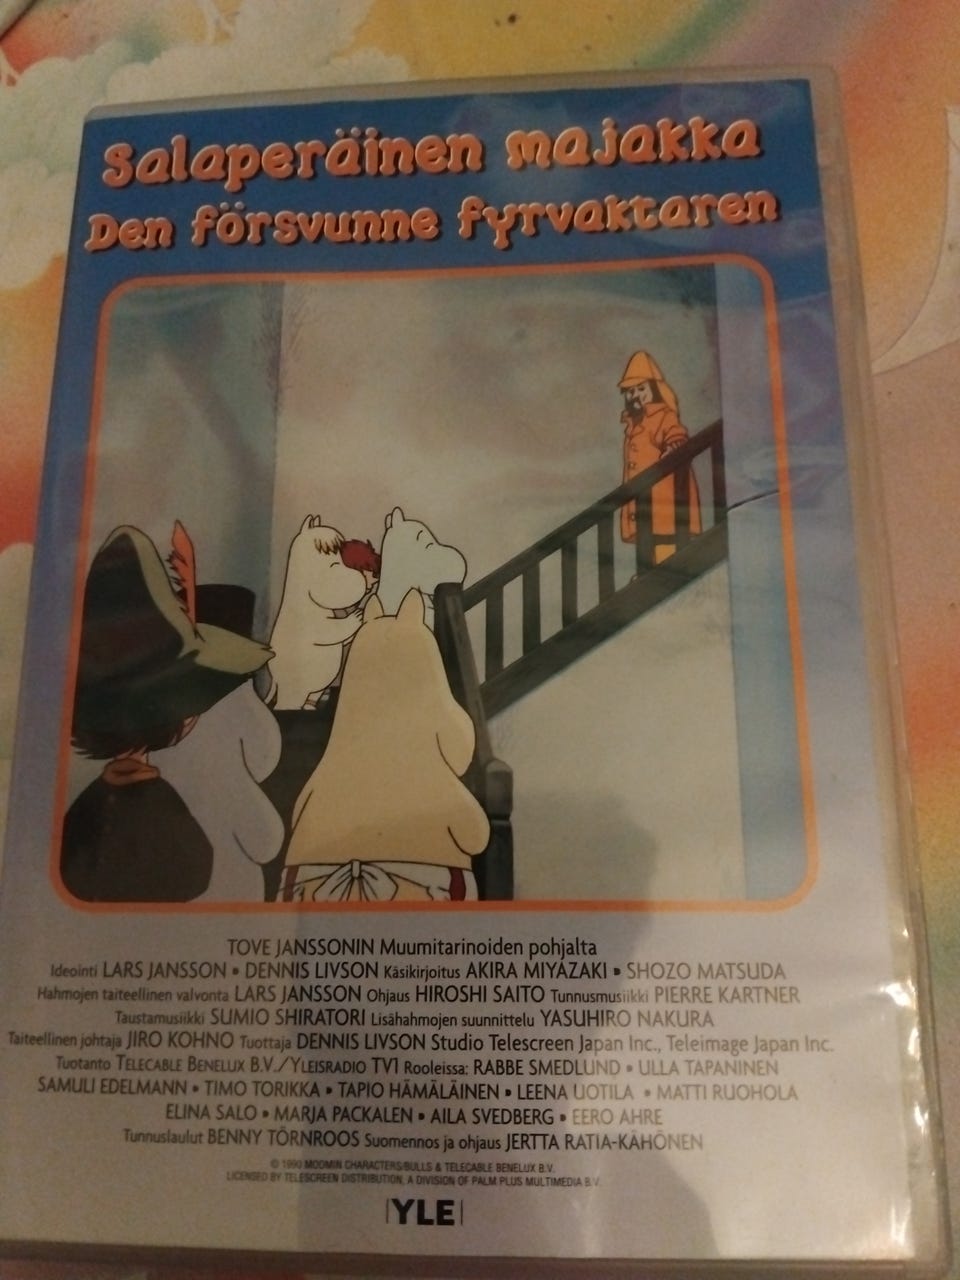 Salaperäinen majakka
Den försvunne fyrvaktaren
TOVE JANSSONIN Muumitarinoiden pohjalta
Ideointi LARS JANSSON • DENNIS LIVSON Käsikirjoitus AKIRA MIYAZAKI • SHOZO MATSUDA
Hahmojen taiteellinen valvonta LARS JANSSON Ohjaus HIROSHI SAITO Tunnusmusiikki PIERRE KARTNER
Taustamusiikki SUMIO SHIRATORI Lisähahmojen suunnittelu YASUHIRO NAKURA
Taiteellinen johtaja JIRO KOHNO Tuottaja DENNIS LIVSON Studio Telescreen Japan Inc., Teleimage Japan Inc.
Tuotanto TELECABLE BENELUX B.V./YLEISRADIO TV1 Rooleissa: RABBE SMEDLUND • ULLA TAPANINEN
SAMULI EDELMANN • TIMO TORIKKA • TAPIO HÄMÄLÄINEN • LEENA UOTILA • MATTI RUOHOLA
ELINA SALO • MARJA PACKALEN • AILA SVEDBERG • EERO AHRE
Tunnuslaulut BENNY TÖRNROOS Suomennos ja ohjaus JERTTA RATIA-KÄHÖNEN
© 1990 MOOMIN CHARACTERS/BULLS & TELECABLE BENELUX B.V.
LICENSED BY TELESCREEN DISTRIBUTION, A DIVISION OF PALM PLUS MULTIMEDIA B.V.
YLE